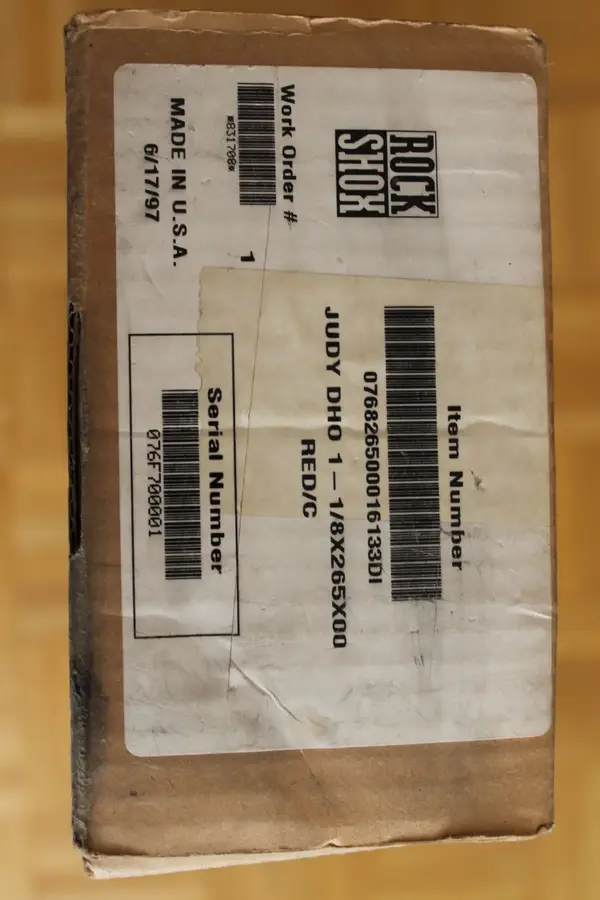 ROCK
SHOX
Item Number
076826500016133DI
JUDY DHO 1-1/8X265X00
RED/C
Work Order #
*831708*
1
MADE IN U.S.A.
6/17/97
Serial Number
076F700001